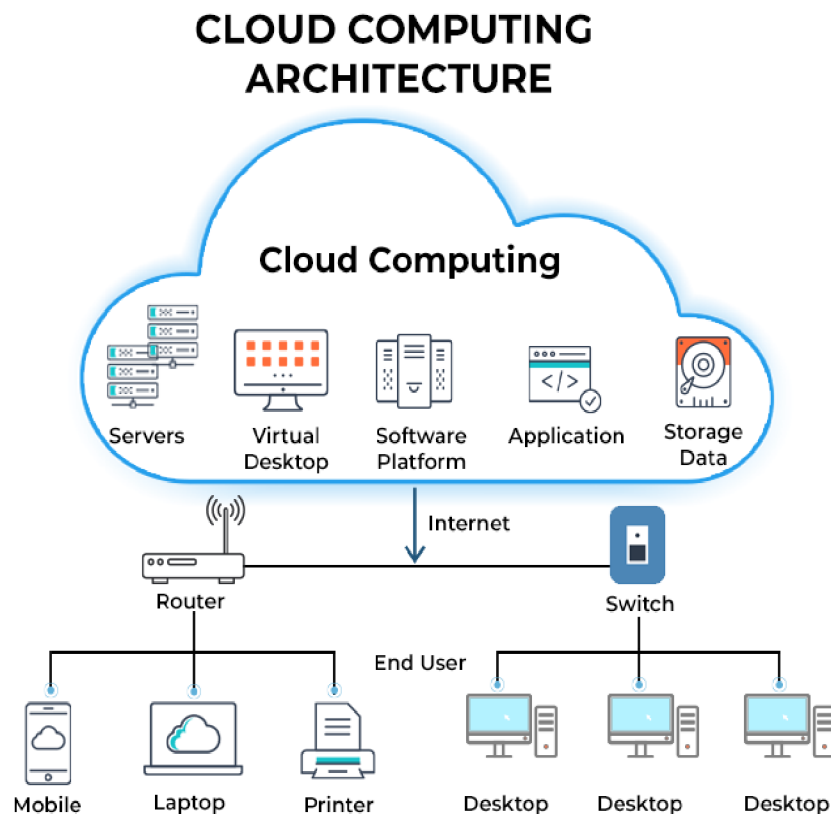 CLOUD COMPUTING
ARCHITECTURE
Cloud Computing
Servers
Virtual
Desktop
Software
Platform
Application
Storage
Data
Internet
Router
Switch
End User
Mobile
Laptop
Printer
Desktop
Desktop
Desktop